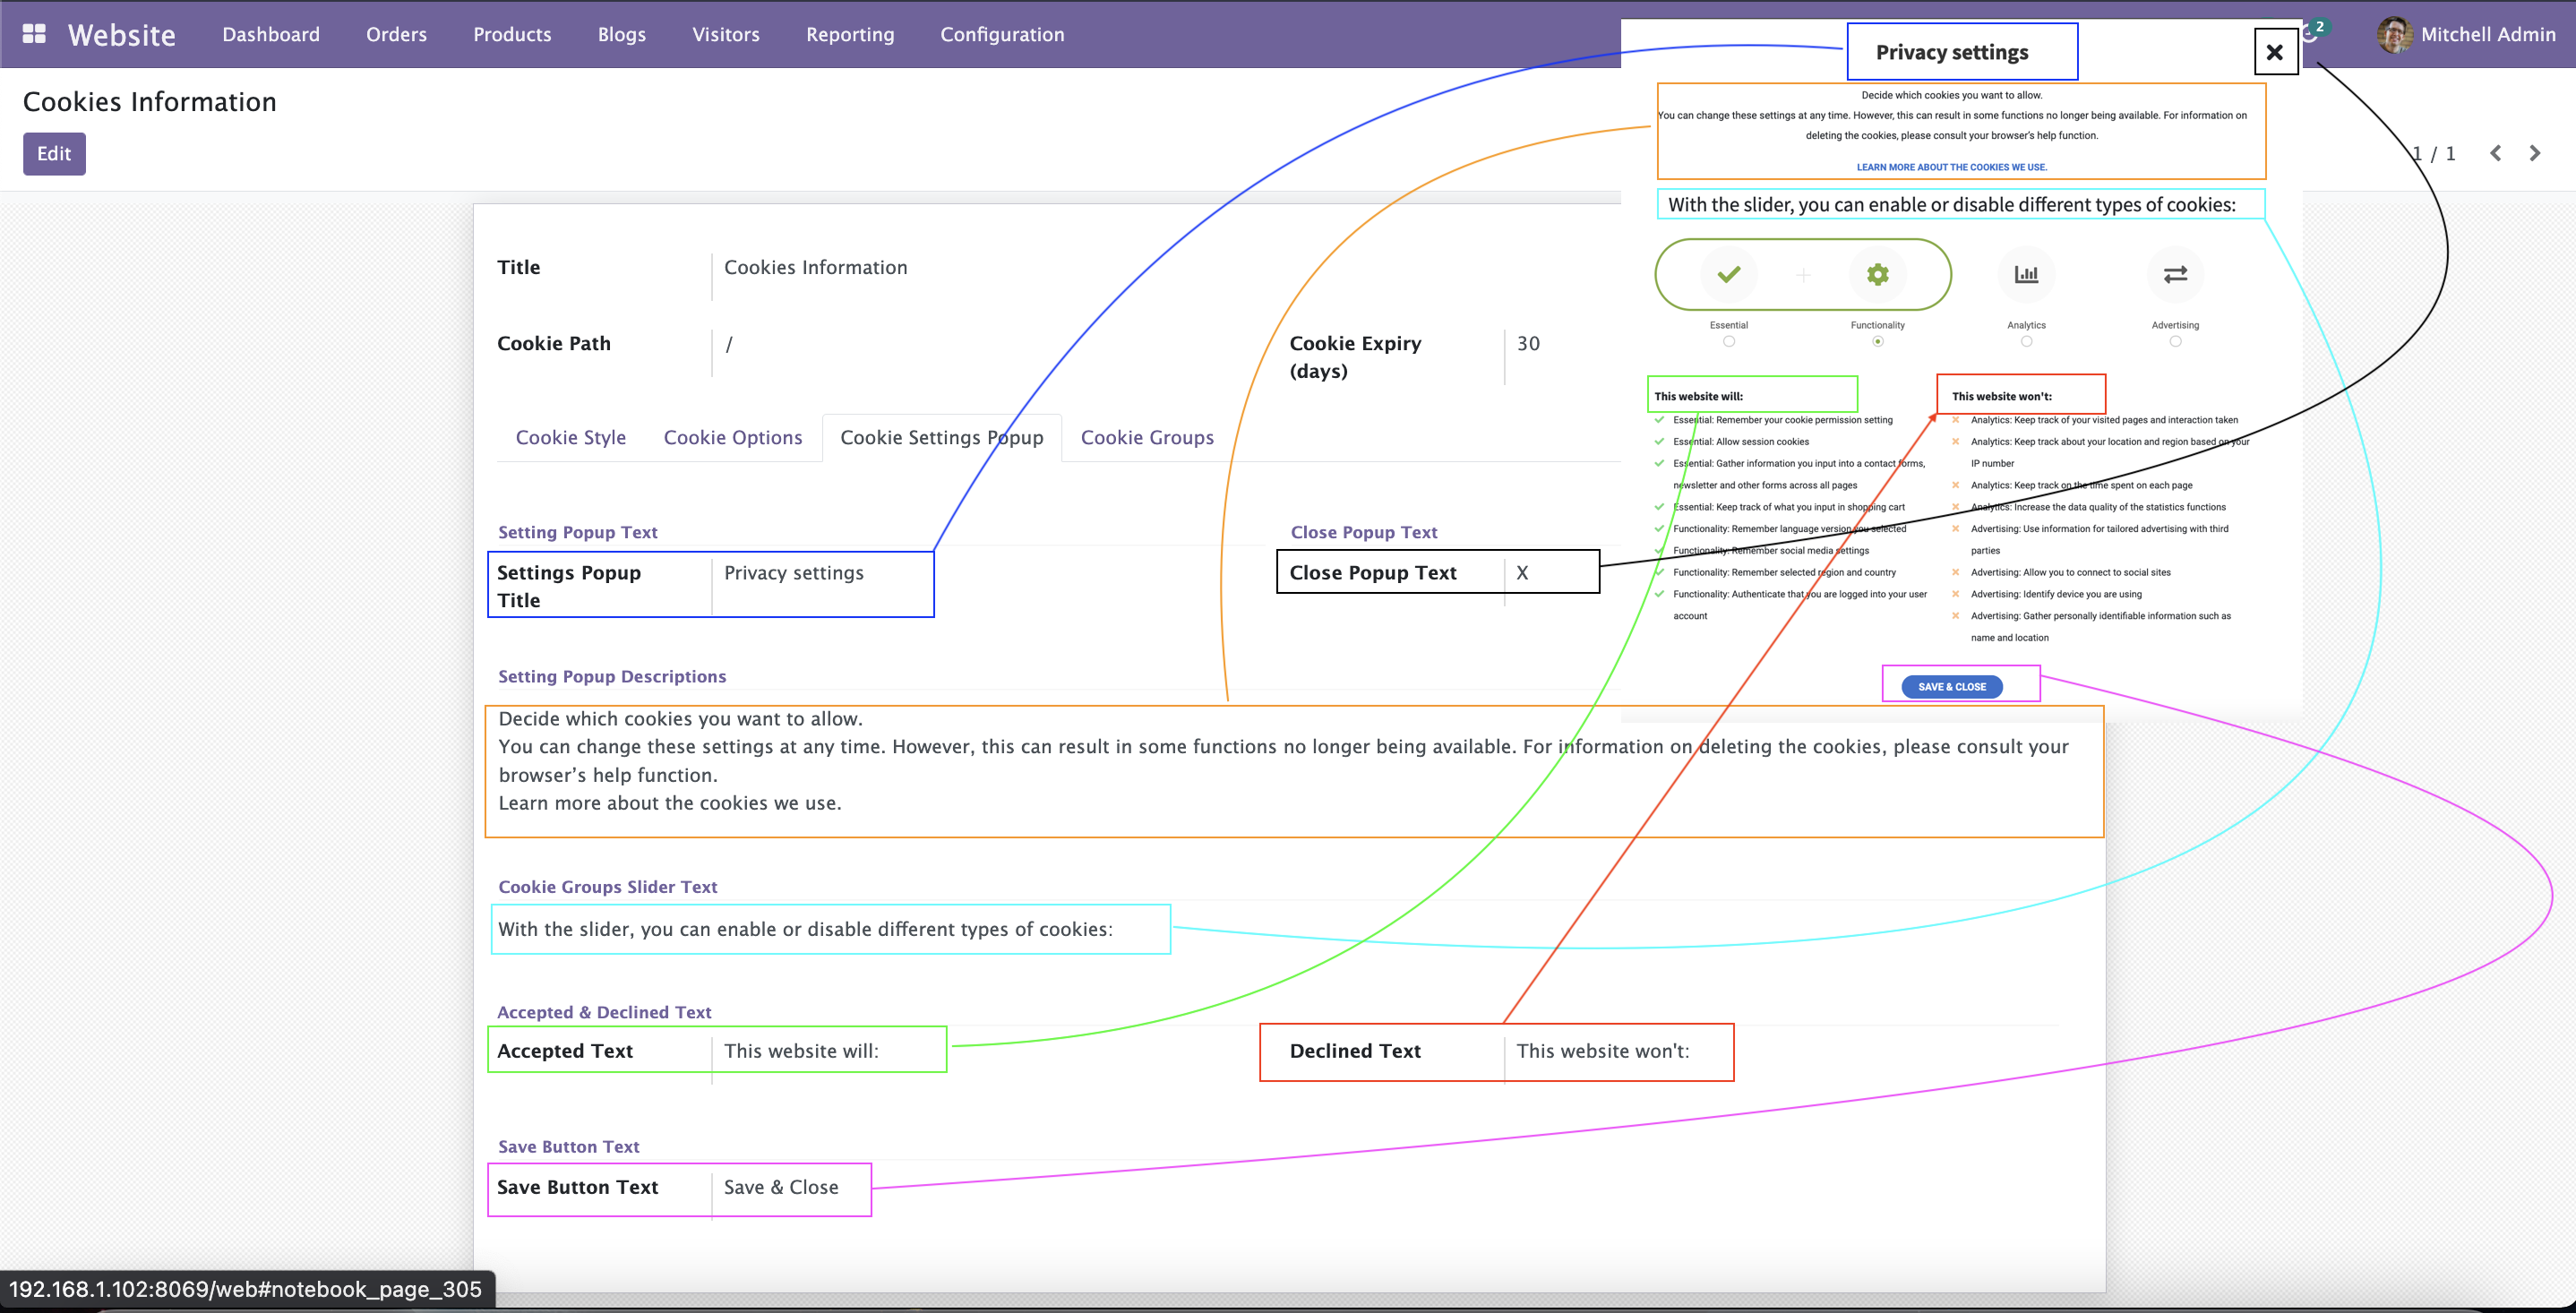 Website
Dashboard
Orders
Products
Blogs
Visitors
Reporting
Configuration
2
Mitchell Admin
Cookies Information
Edit
1 / 1
Title
Cookies Information
Cookie Path
/
Cookie Expiry
(days)
30
Cookie Style
Cookie Options
Cookie Settings Popup
Cookie Groups
Setting Popup Text
Settings Popup
Title
Privacy settings
Close Popup Text
Close Popup Text
X
Setting Popup Descriptions
Decide which cookies you want to allow.
You can change these settings at any time. However, this can result in some functions no longer being available. For information on deleting the cookies, please consult your
browser’s help function.
Learn more about the cookies we use.
Cookie Groups Slider Text
With the slider, you can enable or disable different types of cookies:
Accepted & Declined Text
Accepted Text
This website will:
Declined Text
This website won't:
Save Button Text
Save Button Text
Save & Close
Privacy settings
Decide which cookies you want to allow.
You can change these settings at any time. However, this can result in some functions no longer being available. For information on
deleting the cookies, please consult your browser’s help function.
LEARN MORE ABOUT THE COOKIES WE USE.
With the slider, you can enable or disable different types of cookies:
Essential
Functionality
Analytics
Advertising
This website will:
Essential: Remember your cookie permission setting
Essential: Allow session cookies
Essential: Gather information you input into a contact forms,
newsletter and other forms across all pages
Essential: Keep track of what you input in shopping cart
Functionality: Remember language version you selected
Functionality: Remember social media settings
Functionality: Remember selected region and country
Functionality: Authenticate that you are logged into your user
account
This website won’t:
Analytics: Keep track of your visited pages and interaction taken
Analytics: Keep track about your location and region based on your
IP number
Analytics: Keep track on the time spent on each page
Analytics: Increase the data quality of the statistics functions
Advertising: Use information for tailored advertising with third
parties
Advertising: Allow you to connect to social sites
Advertising: Identify device you are using
Advertising: Gather personally identifiable information such as
name and location
SAVE & CLOSE
192.168.1.102:8069/web#notebook_page_305